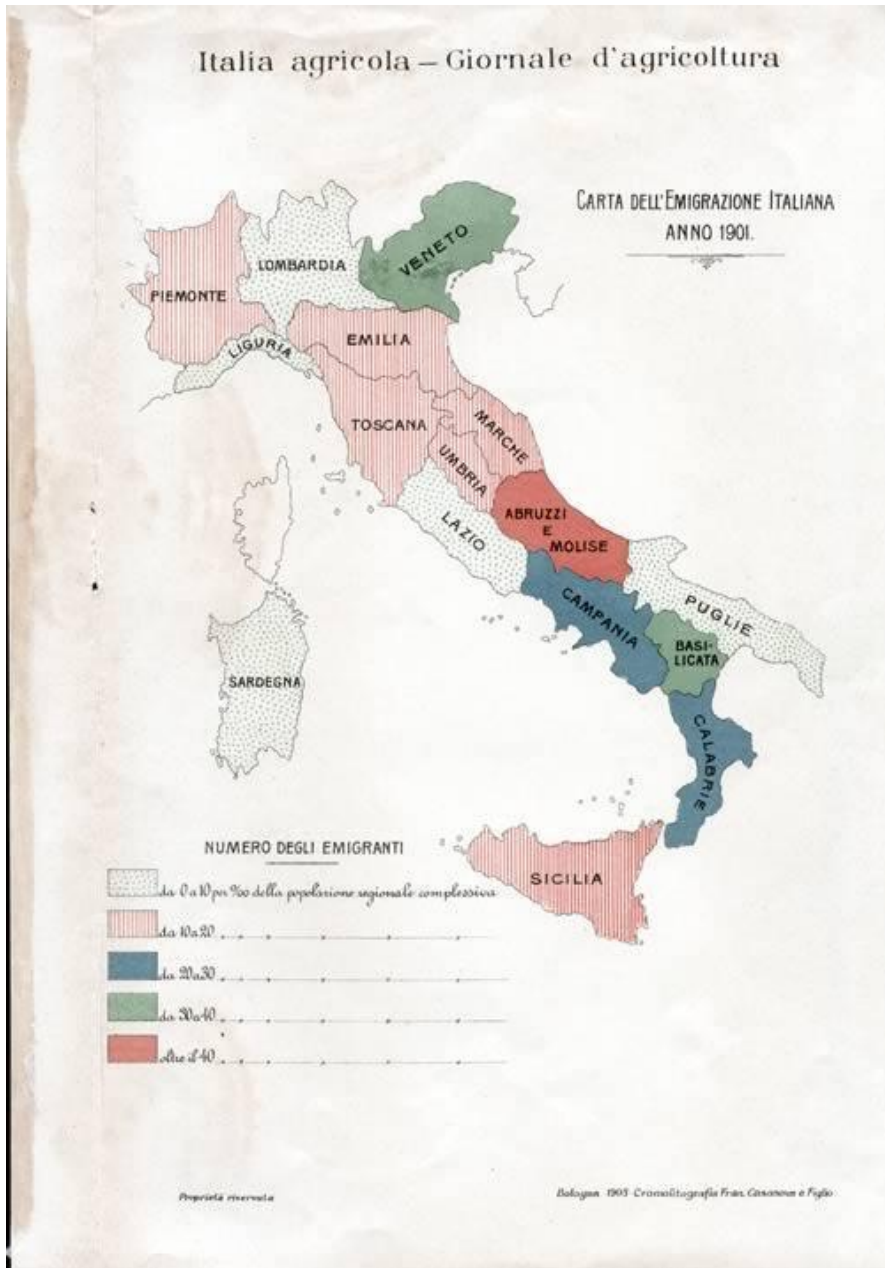 Italia agricola — Giornale d'agricoltura
CARTA DELL'EMIGRAZIONE ITALIANA
ANNO 1901.
VENETO
LOMBARDIA
PIEMONTE
EMILIA
LIGURIA
TOSCANA
MARCHE
UMBRIA
LAZIO
ABRUZZI
E
MOLISE
CAMPANIA
PUGLIE
BASI-
LICATA
SARDEGNA
CALABRIE
SICILIA
NUMERO DEGLI EMIGRANTI
da 0 a 10 per ‰ della popolazione regionale complessiva
da 10 a 20 " " " " " "
da 20 a 30 " " " " " "
da 30 a 40 " " " " " "
oltre il 40 " " " " " "
Proprietà riservata
Bologna 1903 - Cromolitografia Fran. Casanova e Figlio